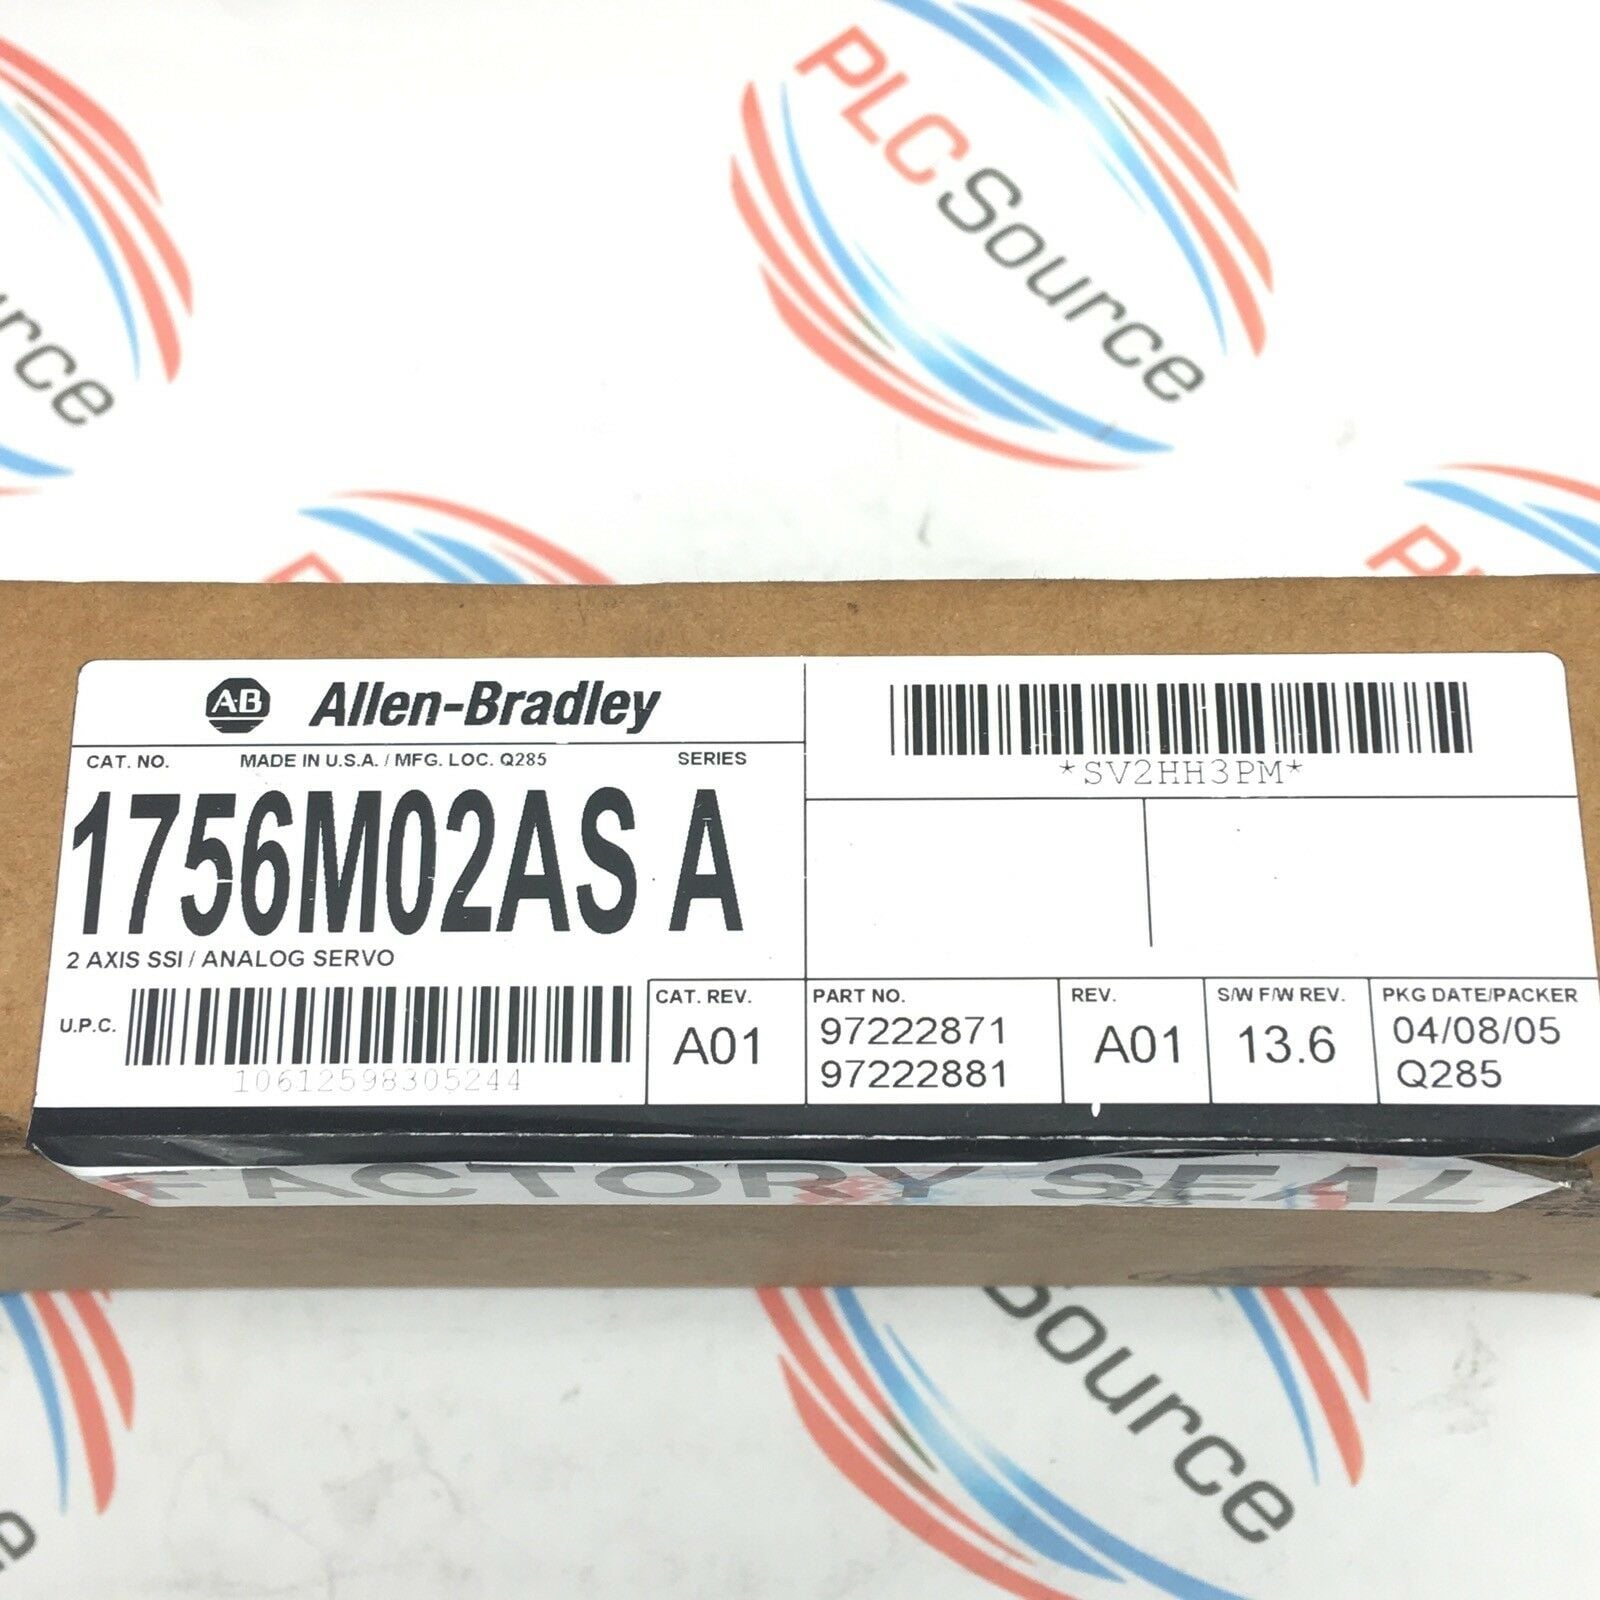 PLCSource
urce
AB Allen-Bradley
*SV2HH3PM*
CAT. NO. MADE IN U.S.A. / MFG. LOC. Q285 SERIES
1756M02AS A
2 AXIS SSI / ANALOG SERVO
U.P.C.
10612598305244
CAT. REV.
A01
PART NO.
97222871
97222881
REV.
A01
S/W F/W REV.
13.6
PKG DATE/PACKER
04/08/05
Q285
FACTORY SEAL
Source
e